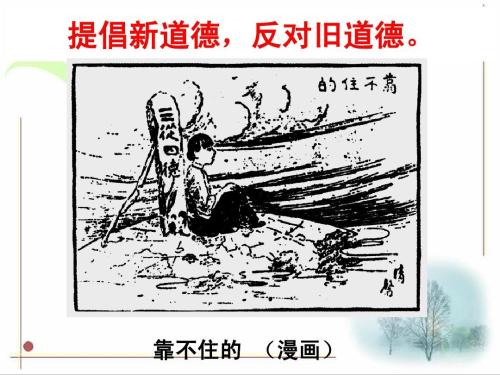 提倡新道德，反对旧道德。
靠不住的
三從四德
靠不住的 （漫画）